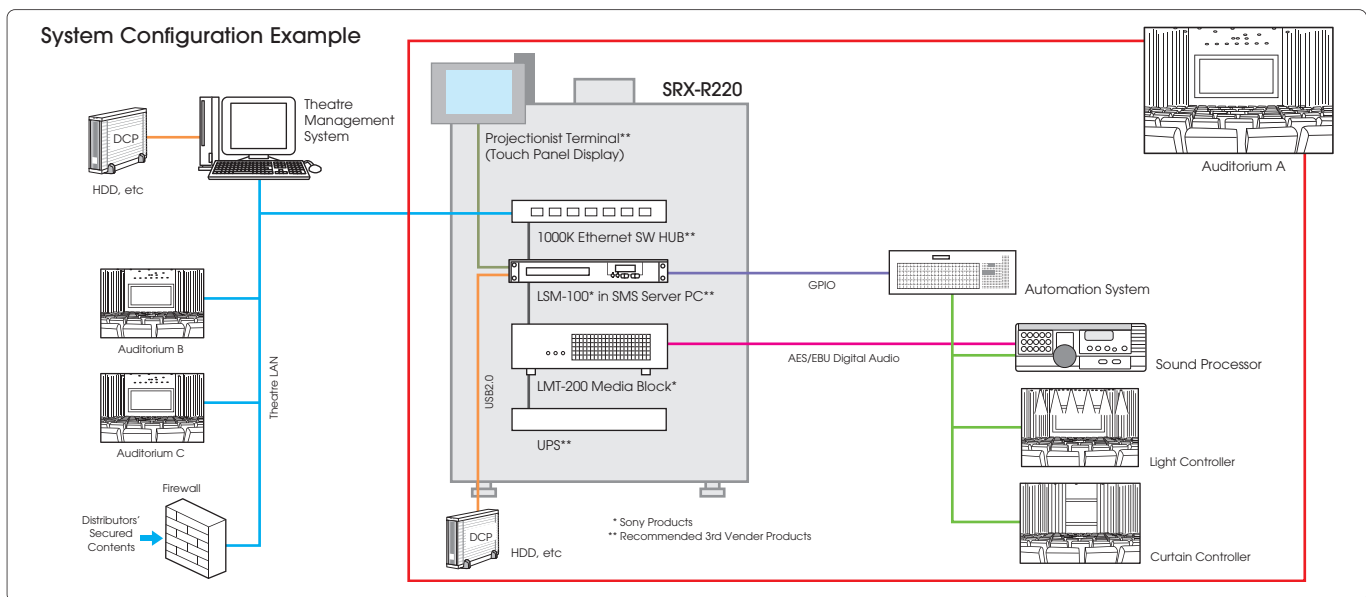 System Configuration Example
DCP
HDD, etc
Theatre
Management
System
SRX-R220
Projectionist Terminal**
(Touch Panel Display)
Auditorium A
1000K Ethernet SW HUB**
LSM-100* in SMS Server PC**
GPIO
Automation System
Auditorium B
Theatre LAN
USB2.0
LMT-200 Media Block*
AES/EBU Digital Audio
Sound Processor
Auditorium C
UPS**
Light Controller
Firewall
Distributors'
Secured
Contents
DCP
HDD, etc
* Sony Products
** Recommended 3rd Vender Products
Curtain Controller